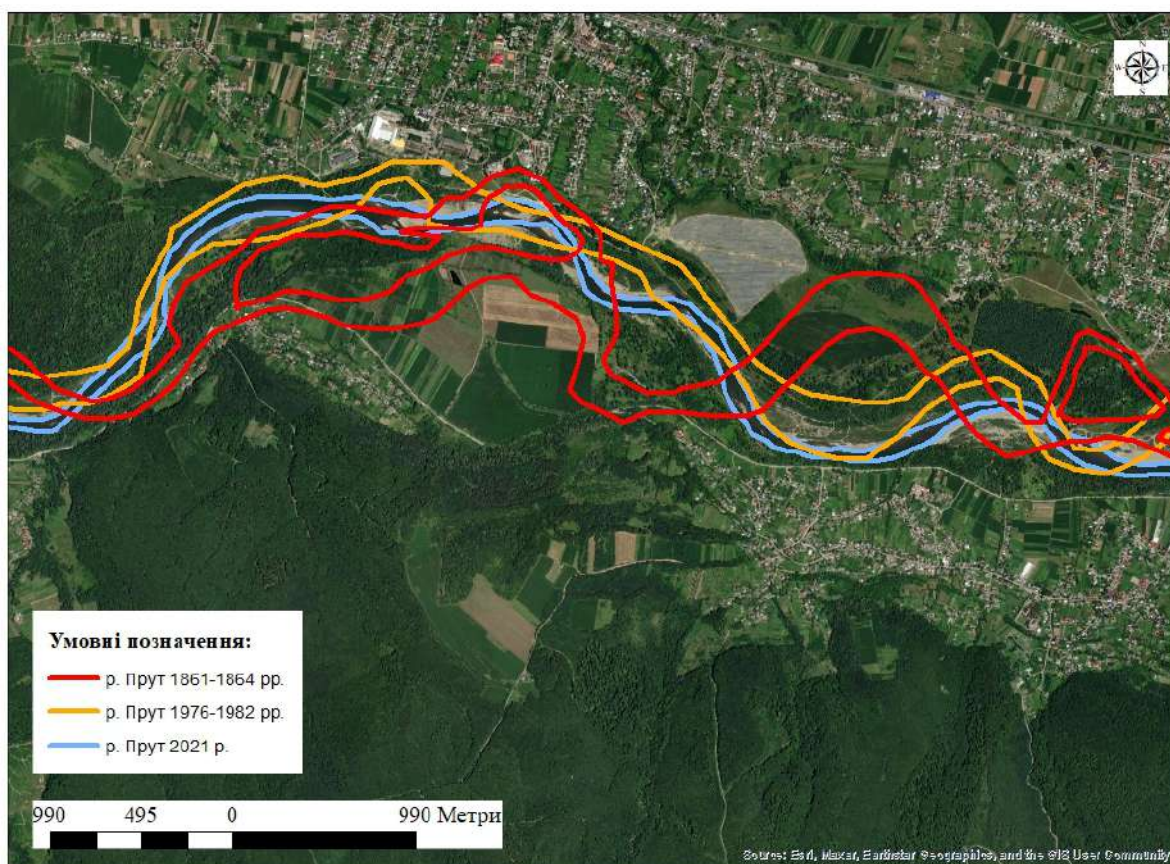 N
W E
S
Умовні позначення:
р. Прут 1861-1864 рр.
р. Прут 1976-1982 рр.
р. Прут 2021 р.
990 495 0 990 Метри
Source: Esri, Maxar, Earthstar Geographics, and the GIS User Community